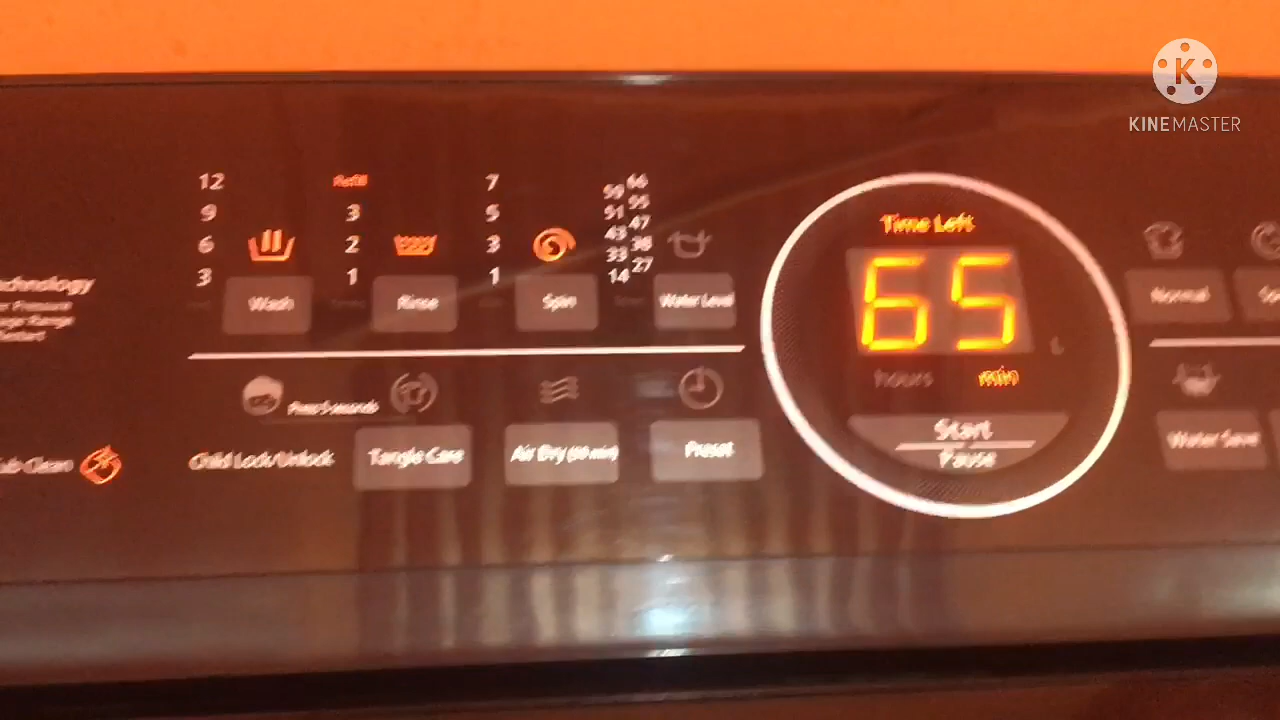 KINEMASTER
12
9
6
3
Refill
3
2
1
7
5
3
1
59 66
51 55
43 47
33 38
14 27
Time Left
65
hours min
Wash
Rinse
Spin
Water Level
Normal
Start
Pause
Child Lock/Unlock
Tangle Care
Air Dry
Preset
Water Save